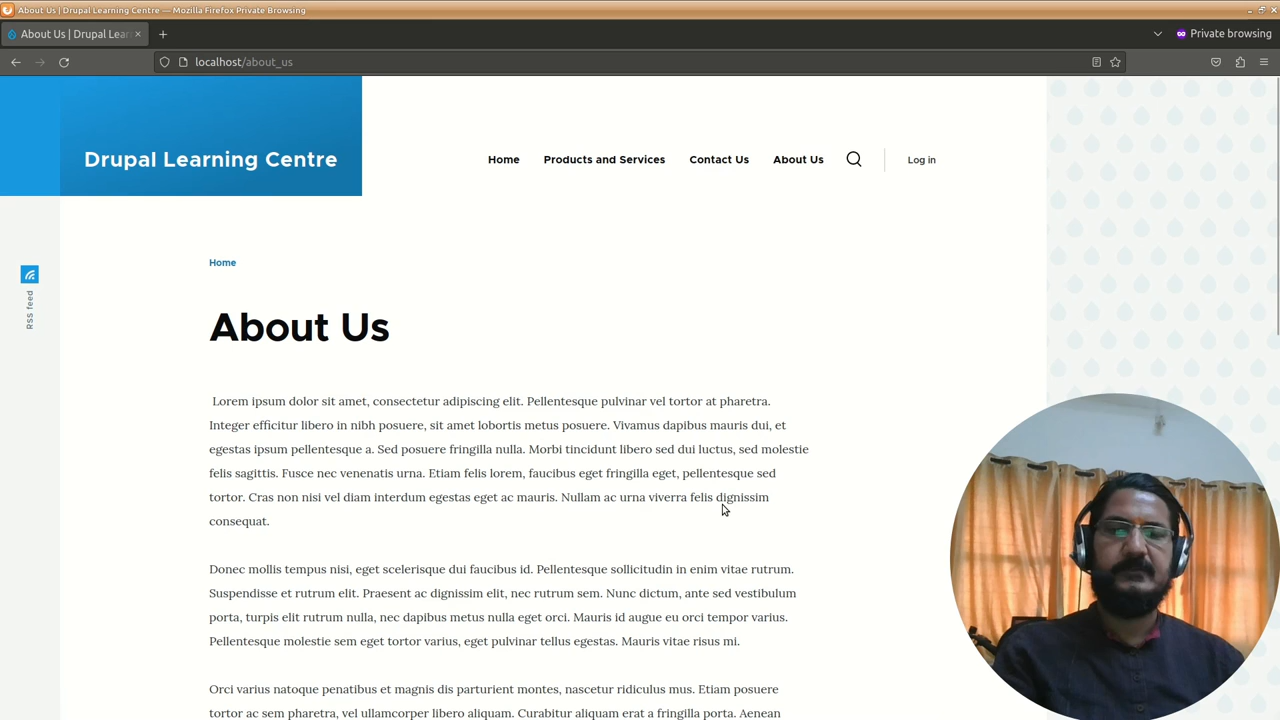 About Us | Drupal Learning Centre — Mozilla Firefox Private Browsing
About Us | Drupal Lear
Private browsing
localhost/about_us
Drupal Learning Centre
Home
Products and Services
Contact Us
About Us
Log in
RSS feed
Home
About Us
Lorem ipsum dolor sit amet, consectetur adipiscing elit. Pellentesque pulvinar vel tortor at pharetra.
Integer efficitur libero in nibh posuere, sit amet lobortis metus posuere. Vivamus dapibus mauris dui, et
egestas ipsum pellentesque a. Sed posuere fringilla nulla. Morbi tincidunt libero sed dui luctus, sed molestie
felis sagittis. Fusce nec venenatis urna. Etiam felis lorem, faucibus eget fringilla eget, pellentesque sed
tortor. Cras non nisi vel diam interdum egestas eget ac mauris. Nullam ac urna viverra felis dignissim
consequat.
Donec mollis tempus nisi, eget scelerisque dui faucibus id. Pellentesque sollicitudin in enim vitae rutrum.
Suspendisse et rutrum elit. Praesent ac dignissim elit, nec rutrum sem. Nunc dictum, ante sed vestibulum
porta, turpis elit rutrum nulla, nec dapibus metus nulla eget orci. Mauris id augue eu orci tempor varius.
Pellentesque molestie sem eget tortor varius, eget pulvinar tellus egestas. Mauris vitae risus mi.
Orci varius natoque penatibus et magnis dis parturient montes, nascetur ridiculus mus. Etiam posuere
tortor ac sem pharetra, vel ullamcorper libero aliquam. Curabitur aliquam erat a fringilla porta. Aenean